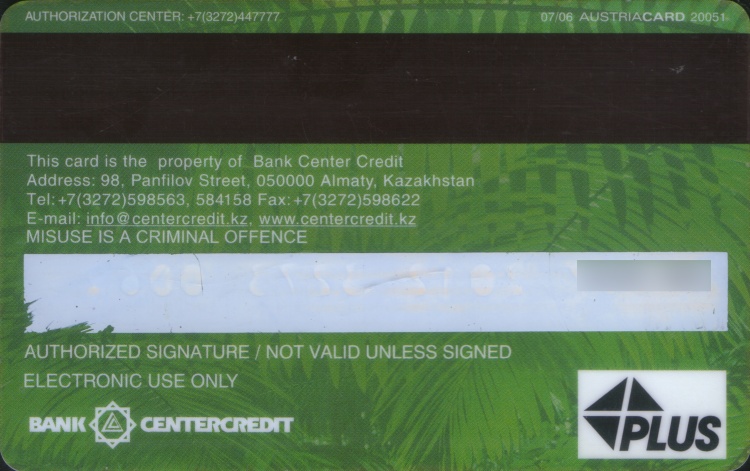 AUTHORIZATION CENTER: +7(3272)447777
07/06 AUSTRIACARD 20051
This card is the property of Bank Center Credit
Address: 98, Panfilov Street, 050000 Almaty, Kazakhstan
Tel:+7(3272)598563, 584158 Fax:+7(3272)598622
E-mail: info@centercredit.kz, www.centercredit.kz
MISUSE IS A CRIMINAL OFFENCE
AUTHORIZED SIGNATURE / NOT VALID UNLESS SIGNED
ELECTRONIC USE ONLY
BANK CENTERCREDIT
PLUS